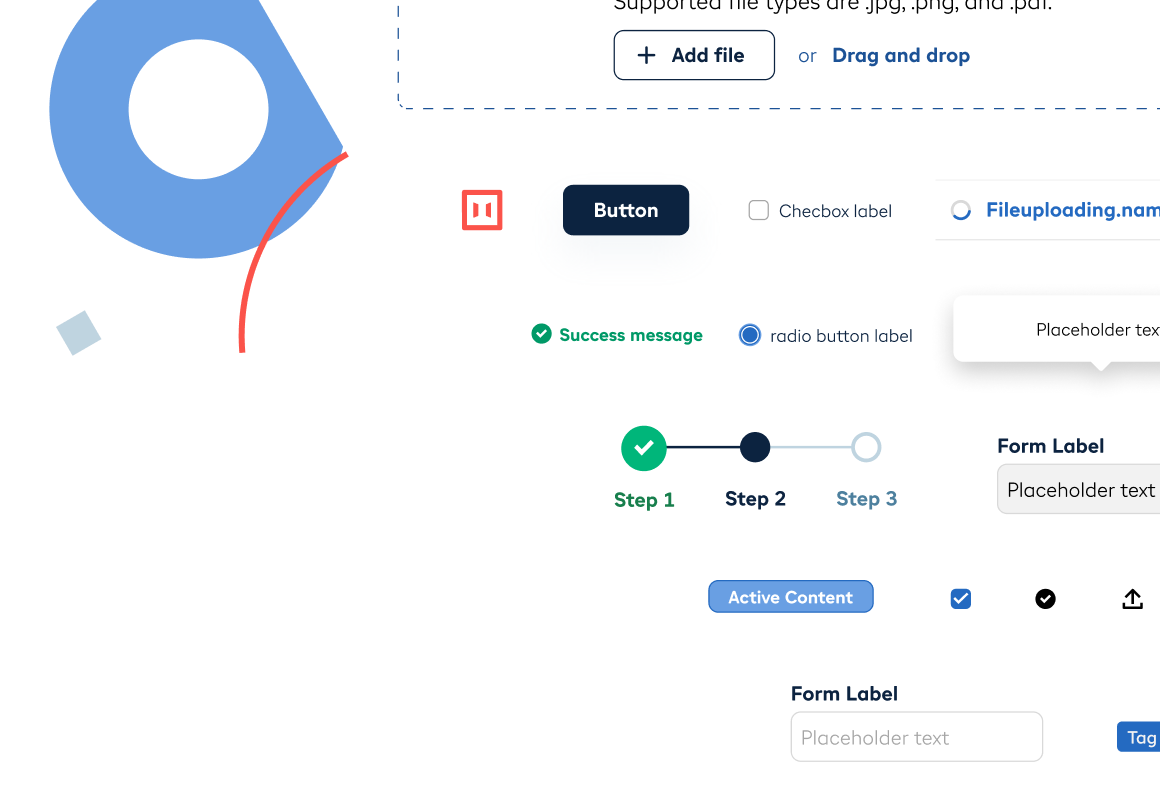 Supported file types are .jpg, .png, and .pdf.
Add file or Drag and drop
Button
Checbox label
Fileuploading.nam
Success message
radio button label
Placeholder tex
Step 1
Step 2
Step 3
Form Label
Placeholder text
Active Content
Form Label
Placeholder text
Tag